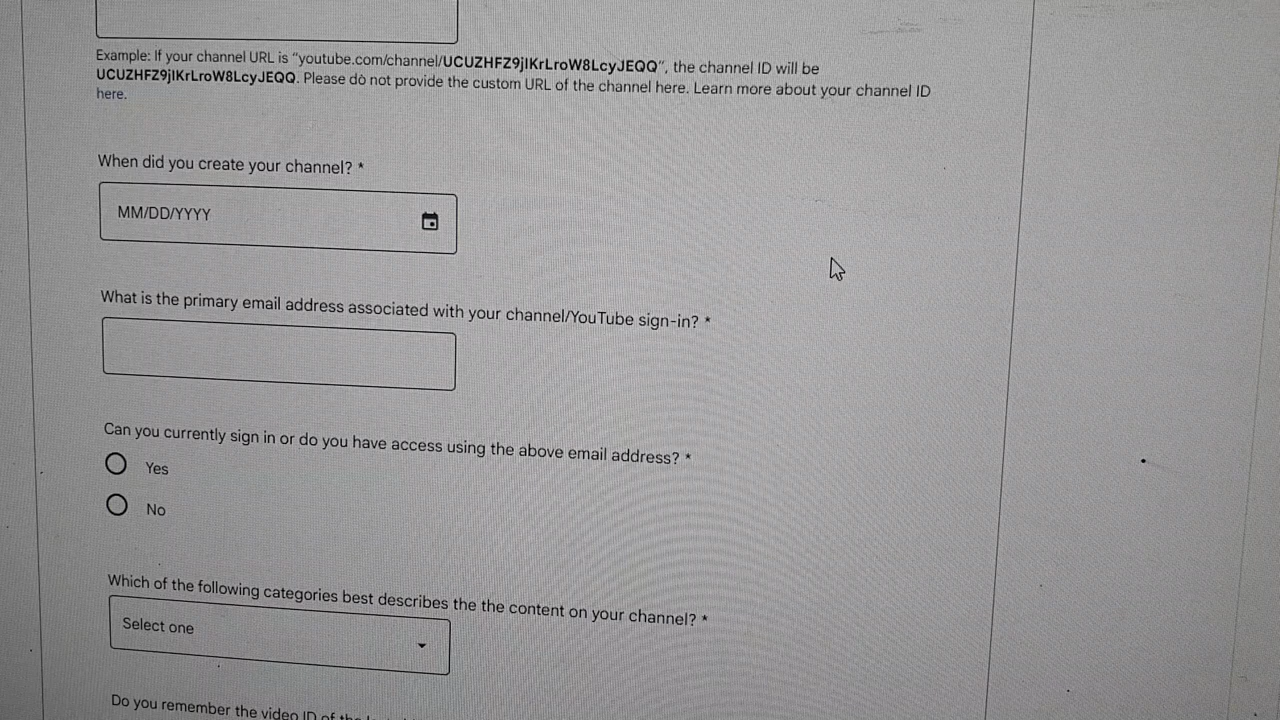 Example: If your channel URL is "youtube.com/channel/UCUZHFZ9jIKrLroW8LcyJEQQ", the channel ID will be
UCUZHFZ9jIKrLroW8LcyJEQQ. Please do not provide the custom URL of the channel here. Learn more about your channel ID
here.
When did you create your channel? *
MM/DD/YYYY
What is the primary email address associated with your channel/YouTube sign-in? *
Can you currently sign in or do you have access using the above email address? *
Yes
No
Which of the following categories best describes the the content on your channel? *
Select one
Do you remember the video ID of the